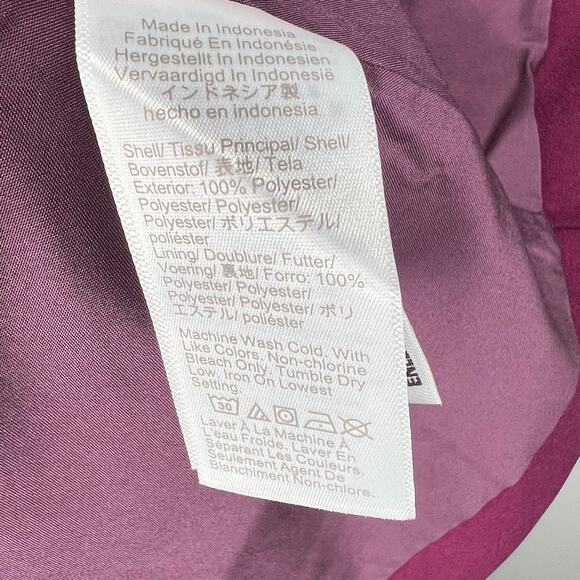 Made In Indonesia
Fabriqué En Indonésie
Hergestellt In Indonesien
Vervaardigd In Indonesië
インドネシア製
hecho en indonesia
Shell/ Tissu Principal/ Shell/
Bovenstof/ 表地/ Tela
Exterior: 100% Polyester/
Polyester/ Polyester/
Polyester/ ポリエステル/
poliéster
Lining/ Doublure/ Futter/
Voering/ 裏地/ Forro: 100%
Polyester/ Polyester/
Polyester/ Polyester/ ポリ
エステル/ poliéster
Machine Wash Cold, With
Like Colors, Non-chlorine
Bleach Only, Tumble Dry
Low, Iron On Lowest
Setting.
30
Laver À La Machine À
L'eau Froide, Laver En
Séparant Les Couleurs,
Seulement Agent De
Blanchiment Non-chlore.